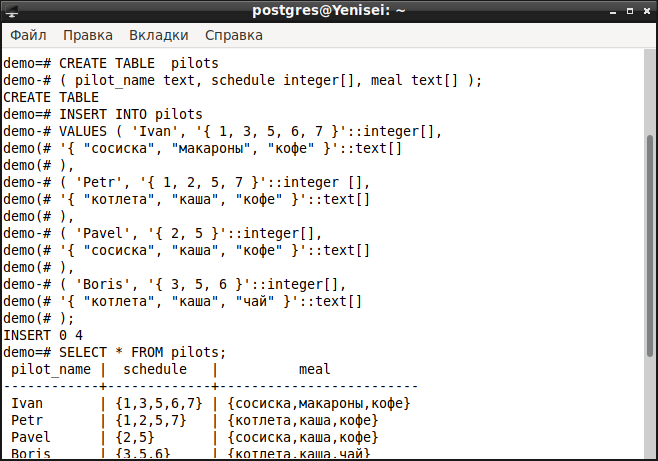 postgres@Yenisei: ~
Файл Правка Вкладки Справка
demo=# CREATE TABLE  pilots
demo-# ( pilot_name text, schedule integer[], meal text[] );
CREATE TABLE
demo=# INSERT INTO pilots
demo-# VALUES ( 'Ivan', '{ 1, 3, 5, 6, 7 }'::integer[],
demo(# '{ "сосиска", "макароны", "кофе" }'::text[]
demo(# ),
demo-# ( 'Petr', '{ 1, 2, 5, 7 }'::integer [],
demo(# '{ "котлета", "каша", "кофе" }'::text[]
demo(# ),
demo-# ( 'Pavel', '{ 2, 5 }'::integer[],
demo(# '{ "сосиска", "каша", "кофе" }'::text[]
demo(# ),
demo-# ( 'Boris', '{ 3, 5, 6 }'::integer[],
demo(# '{ "котлета", "каша", "чай" }'::text[]
demo(# );
INSERT 0 4
demo=# SELECT * FROM pilots;
 pilot_name |  schedule   |          meal
------------+-------------+-------------------------
 Ivan       | {1,3,5,6,7} | {сосиска,макароны,кофе}
 Petr       | {1,2,5,7}   | {котлета,каша,кофе}
 Pavel      | {2,5}       | {сосиска,каша,кофе}
 Boris      | {3,5,6}     | {котлета,каша,чай}